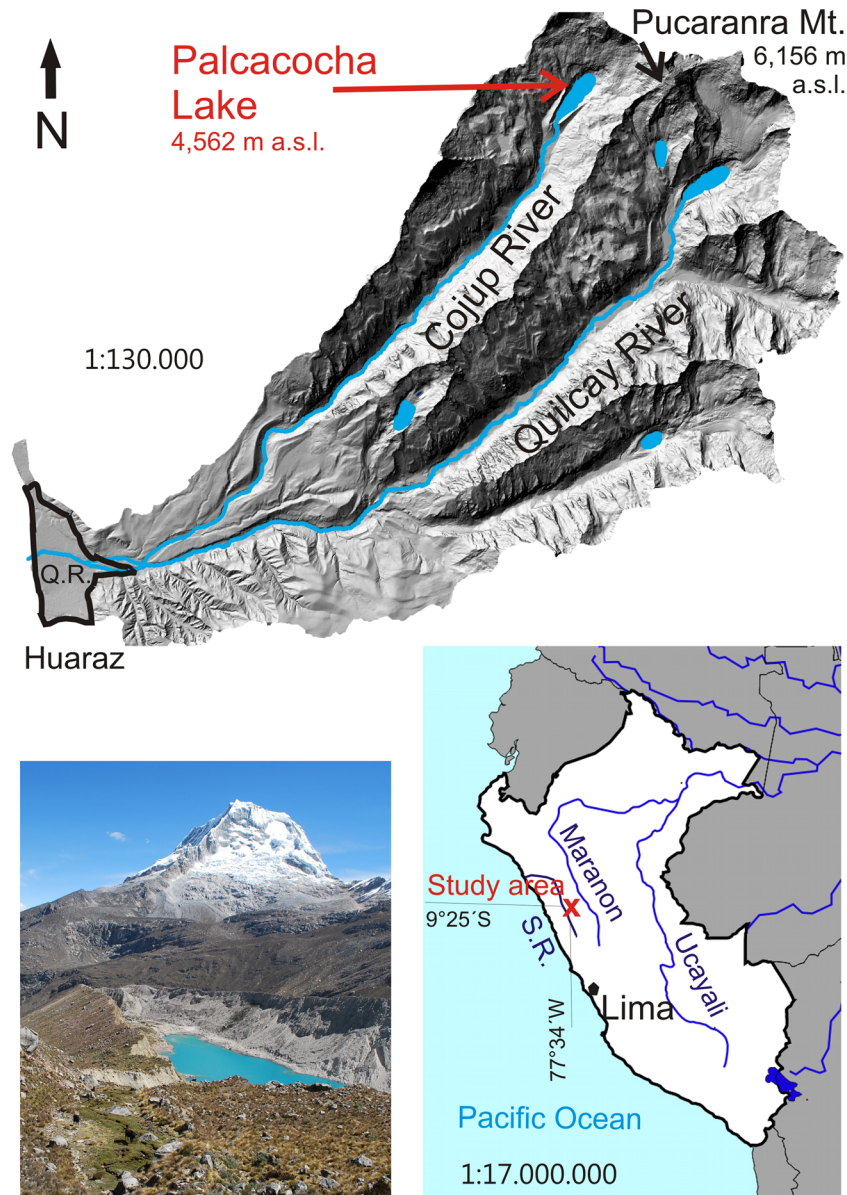 Pucaranra Mt.
6,156 m
a.s.l.
Palcacocha
Lake
4,562 m a.s.l.
N
Cojup River
1:130.000
Quilcay River
Q.R.
Huaraz
Maranon
Study area
x
9°25´S
S.R.
Ucayali
Lima
77°34´W
Pacific Ocean
1:17.000.000